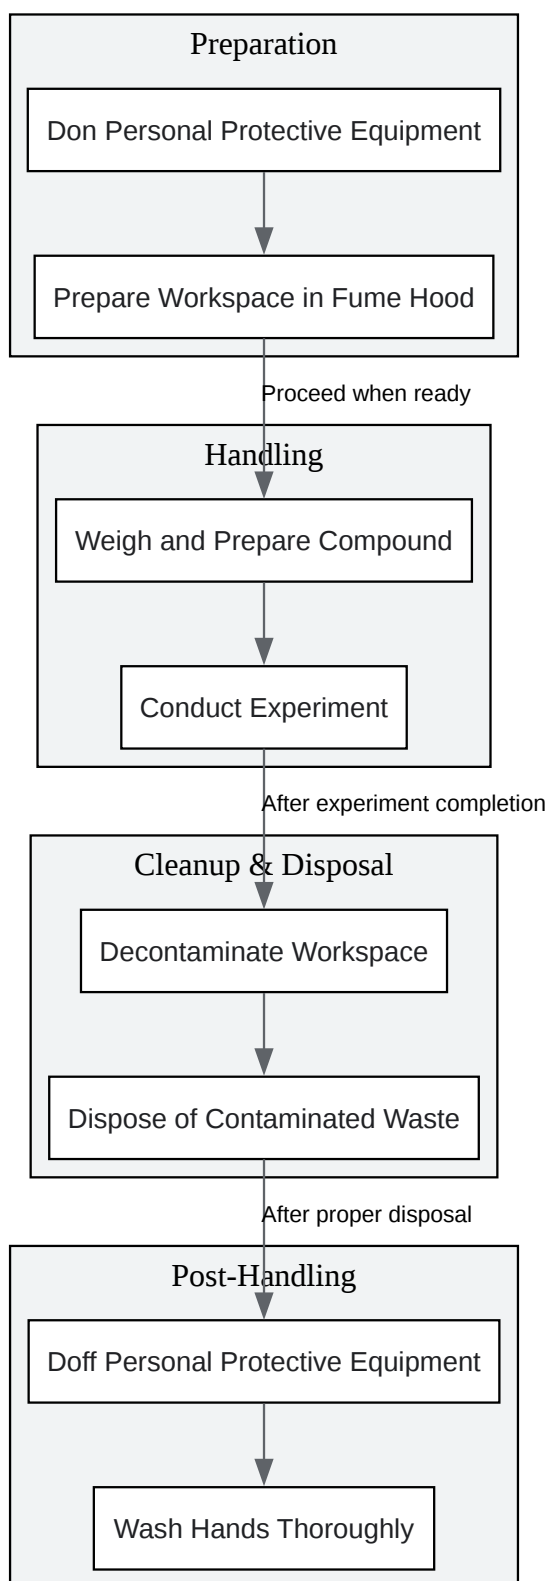 Preparation
Don Personal Protective Equipment
Prepare Workspace in Fume Hood
Proceed when ready
Handling
Weigh and Prepare Compound
Conduct Experiment
After experiment completion
Cleanup & Disposal
Decontaminate Workspace
Dispose of Contaminated Waste
After proper disposal
Post-Handling
Doff Personal Protective Equipment
Wash Hands Thoroughly